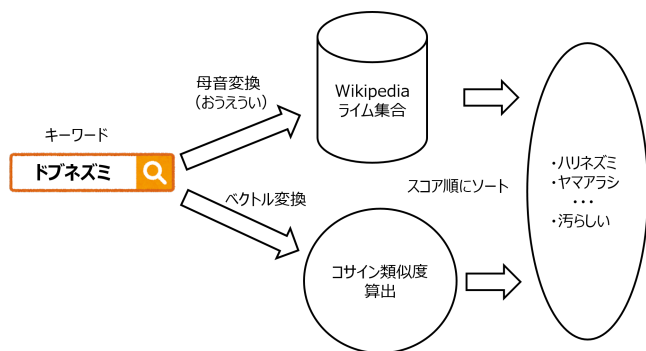 キーワード
ドブネズミ
母音変換
（おうえうい）
ベクトル変換
Wikipedia
ライム集合
コサイン類似度
算出
スコア順にソート
・ハリネズミ
・ヤマアラシ
・・・
・汚らしい